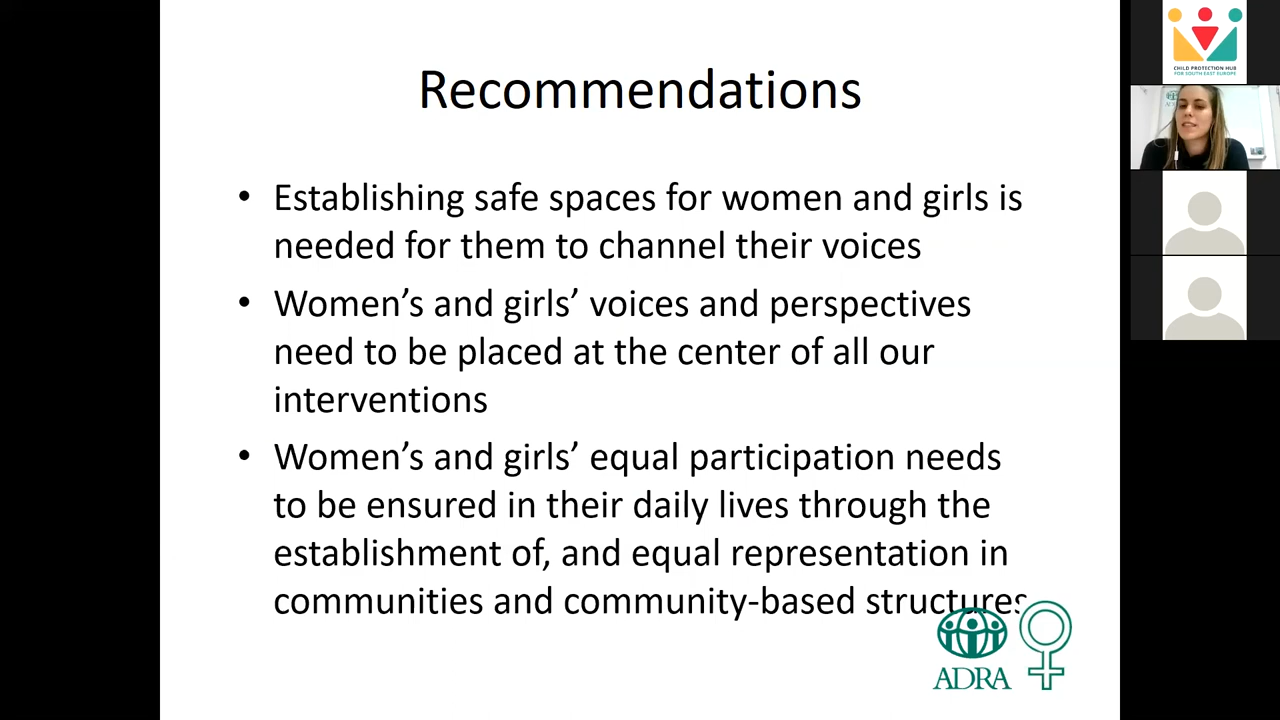 Recommendations
• Establishing safe spaces for women and girls is
needed for them to channel their voices
• Women’s and girls’ voices and perspectives
need to be placed at the center of all our
interventions
• Women’s and girls’ equal participation needs
to be ensured in their daily lives through the
establishment of, and equal representation in
communities and community-based structures
ADRA
CHILD PROTECTION HUB
FOR SOUTH EAST EUROPE